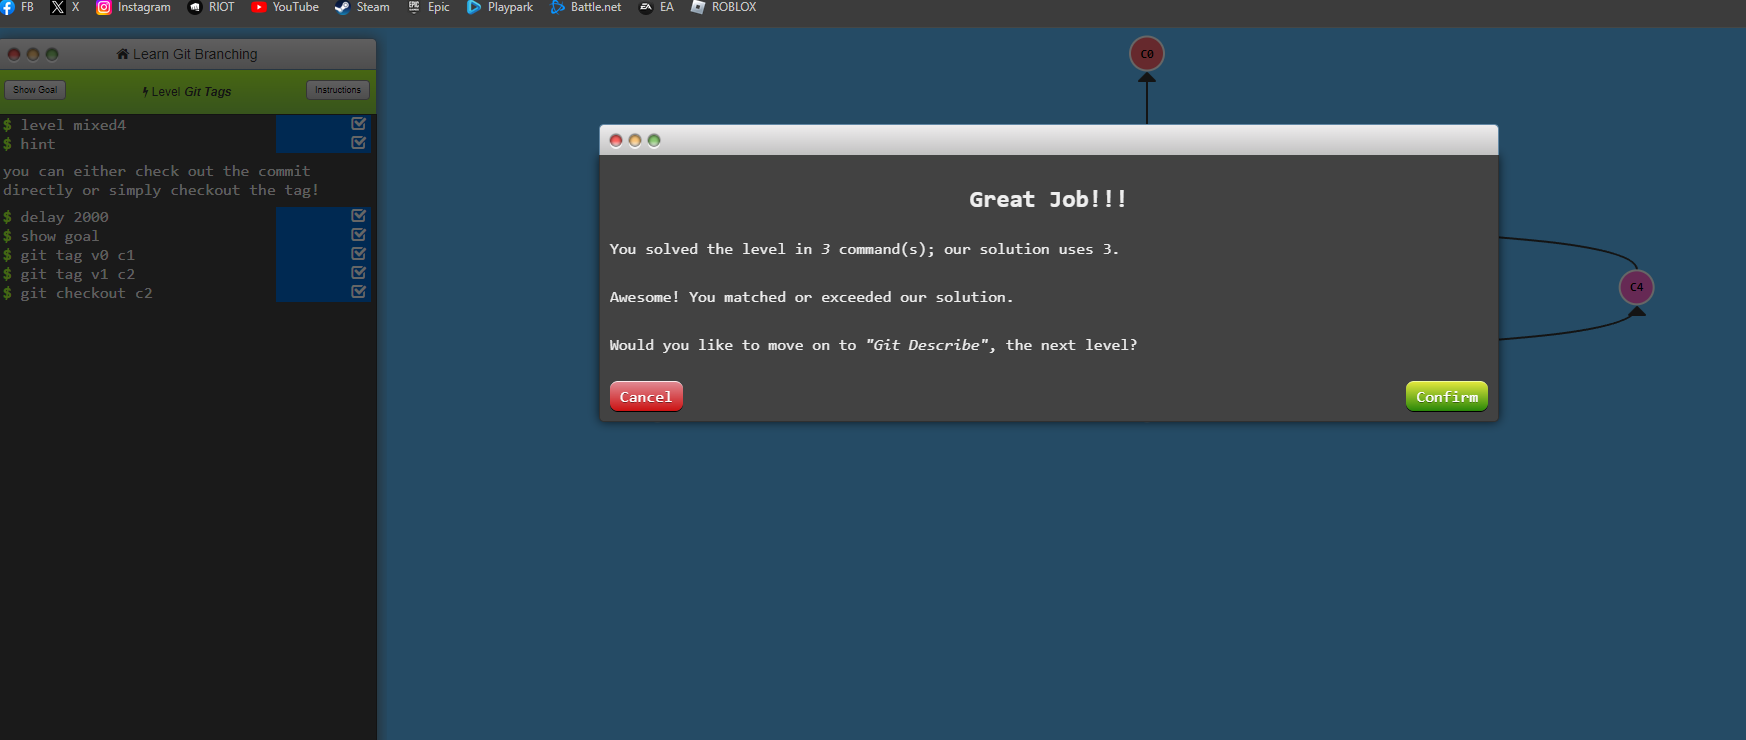 FB X Instagram RIOT YouTube Steam EPIC Epic Playpark Battle.net EA EA ROBLOX
Learn Git Branching
Show Goal Level Git Tags Instructions
$ level mixed4
$ hint
you can either check out the commit
directly or simply checkout the tag!
$ delay 2000
$ show goal
$ git tag v0 c1
$ git tag v1 c2
$ git checkout c2
C0
Great Job!!!
You solved the level in 3 command(s); our solution uses 3.
Awesome! You matched or exceeded our solution.
Would you like to move on to "Git Describe", the next level?
Cancel Confirm
C4